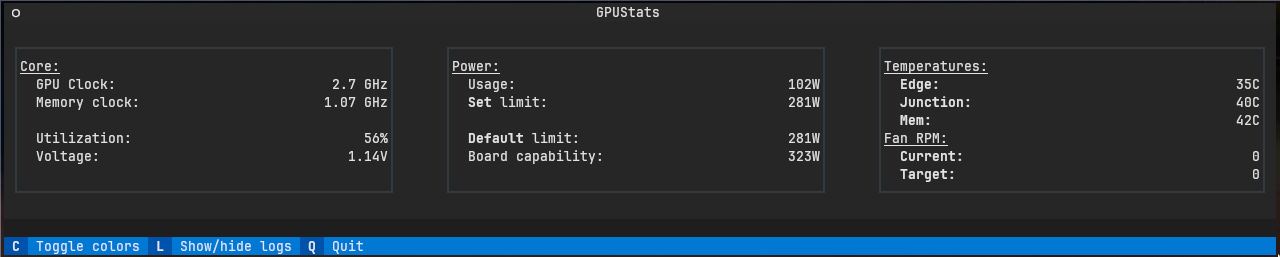 GPUStats
Core:
GPU Clock: 2.7 GHz
Memory clock: 1.07 GHz
Utilization: 56%
Voltage: 1.14V
Power:
Usage: 102W
Set limit: 281W
Default limit: 281W
Board capability: 323W
Temperatures:
Edge: 35C
Junction: 40C
Mem: 42C
Fan RPM:
Current: 0
Target: 0
C Toggle colors L Show/hide logs Q Quit